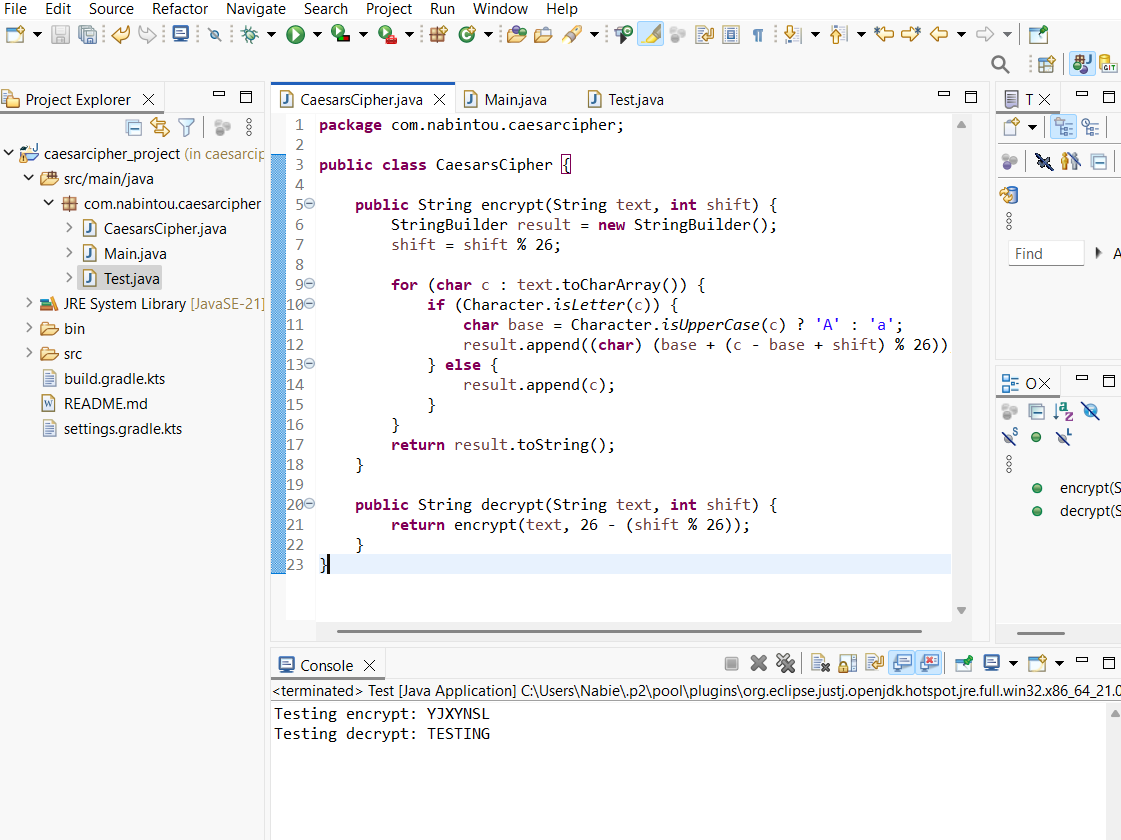 File Edit Source Refactor Navigate Search Project Run Window Help
Project Explorer
caesarcipher_project (in caesarcip
src/main/java
com.nabintou.caesarcipher
CaesarsCipher.java
Main.java
Test.java
JRE System Library [JavaSE-21]
bin
src
build.gradle.kts
README.md
settings.gradle.kts
CaesarsCipher.java Main.java Test.java
1 package com.nabintou.caesarcipher;
2
3 public class CaesarsCipher {
4
5 public String encrypt(String text, int shift) {
6 StringBuilder result = new StringBuilder();
7 shift = shift % 26;
8
9 for (char c : text.toCharArray()) {
10 if (Character.isLetter(c)) {
11 char base = Character.isUpperCase(c) ? 'A' : 'a';
12 result.append((char) (base + (c - base + shift) % 26))
13 } else {
14 result.append(c);
15 }
16 }
17 return result.toString();
18 }
19
20 public String decrypt(String text, int shift) {
21 return encrypt(text, 26 - (shift % 26));
22 }
23 }
T
Find
A
O
encrypt(S
decrypt(S
Console
<terminated> Test [Java Application] C:\Users\Nabie\.p2\pool\plugins\org.eclipse.justj.openjdk.hotspot.jre.full.win32.x86_64_21.0
Testing encrypt: YJXYNSL
Testing decrypt: TESTING